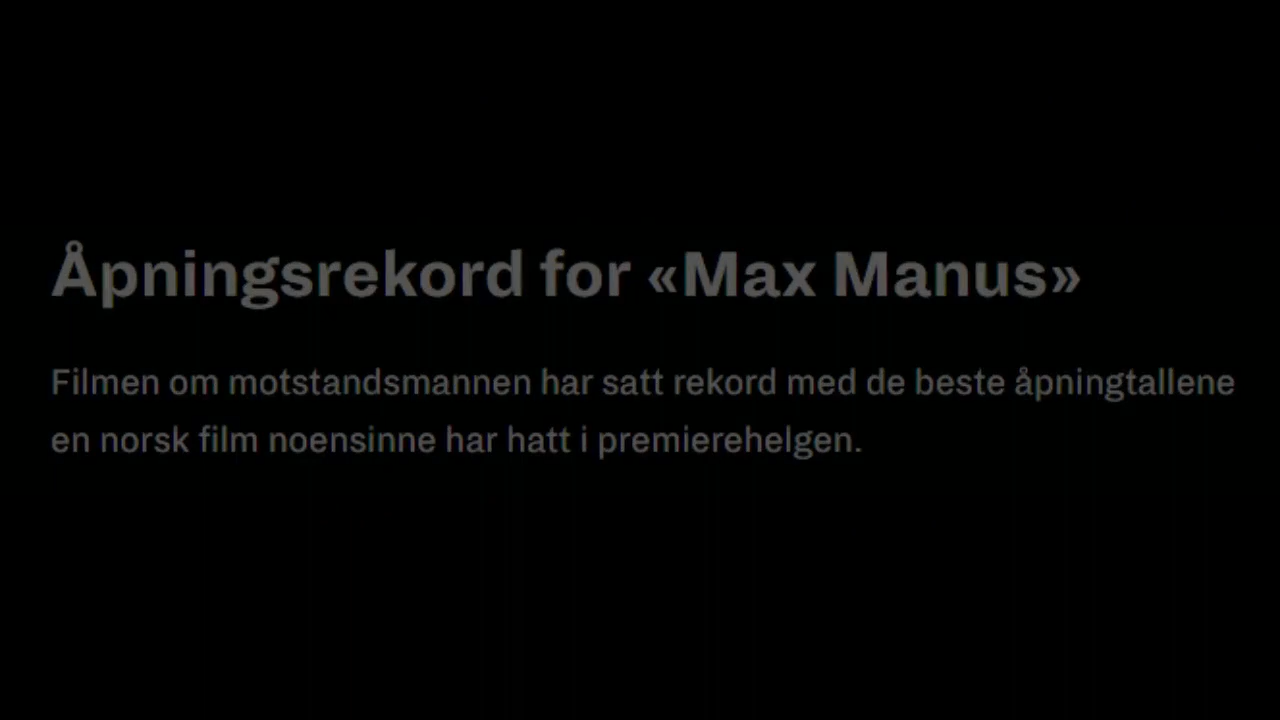 Åpningsrekord for «Max Manus»
Filmen om motstandsmannen har satt rekord med de beste åpningtallene
en norsk film noensinne har hatt i premierehelgen.